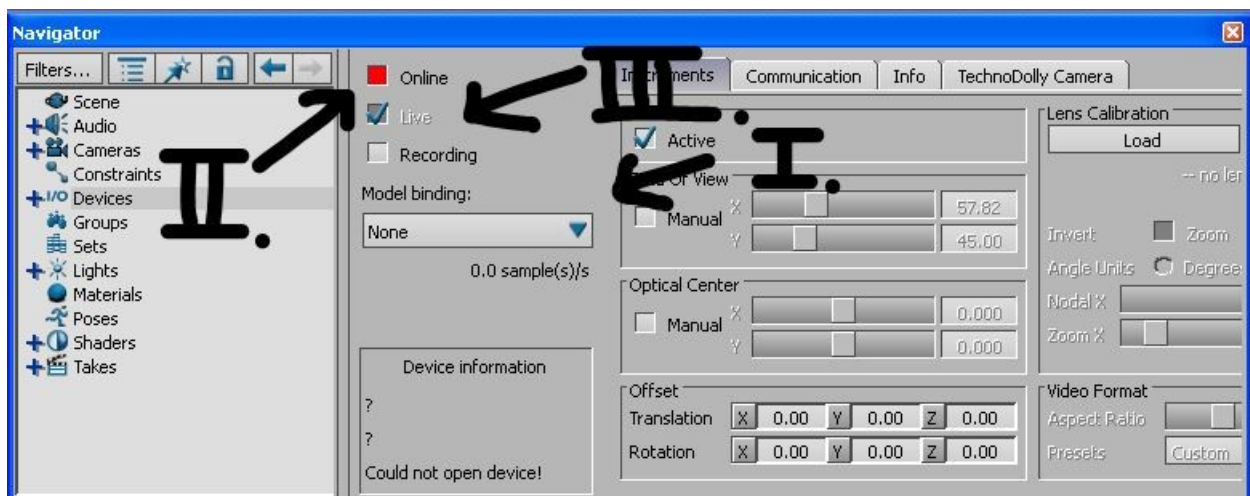 Navigator
Filters...
Scene
Audio
Cameras
Constraints
I/O Devices
Groups
Sets
Lights
Materials
Poses
Shaders
Takes
II.
Online
Live
Recording
Model binding:
None
0.0 sample(s)/s
Device information
?
?
Could not open device!
III.
I.
Communication
Info
TechnoDolly Camera
Active
Of View
Manual
X 57.82
Y 45.00
Optical Center
Manual
X 0.000
Y 0.000
Offset
Translation X 0.00 Y 0.00 Z 0.00
Rotation X 0.00 Y 0.00 Z 0.00
Lens Calibration
Load
-- no
Invert Zoom
Angle Units
Nodal X
Zoom X
Video Format
Aspect Ratio
Presets Custom